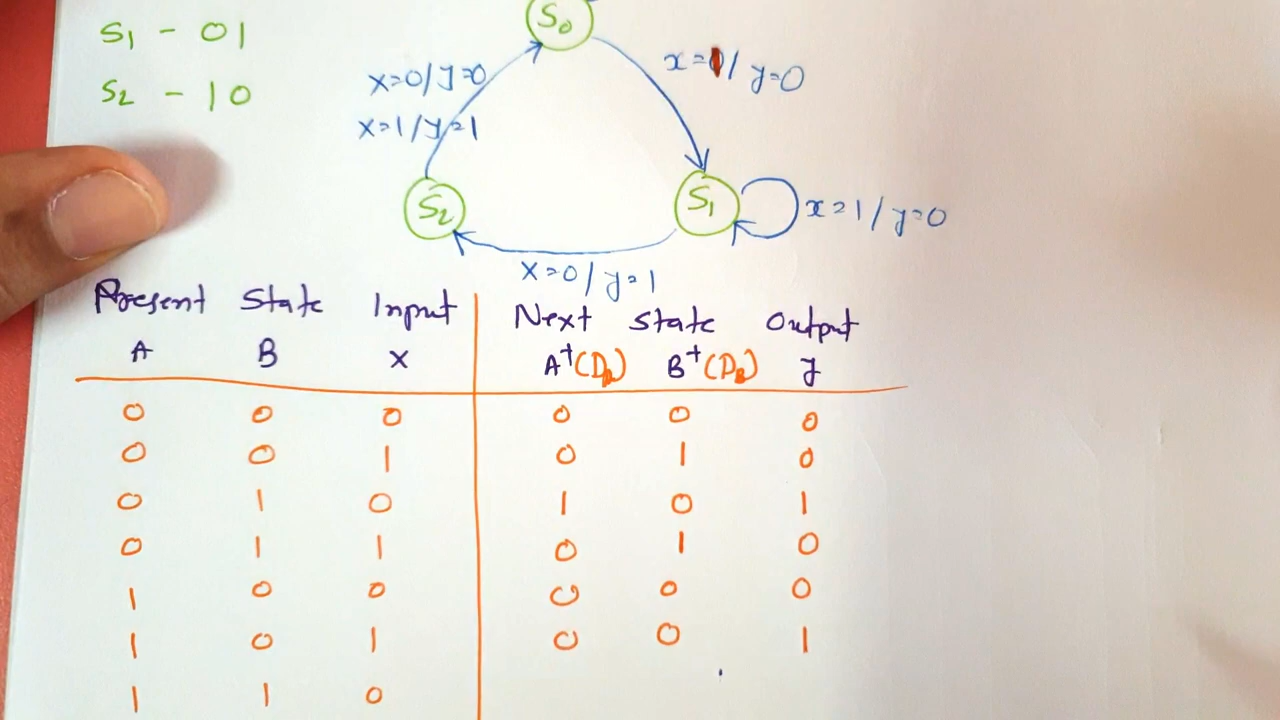 S1 - 01
S2 - 10
S0
x=1/ y=0
x=0/ y=0
x=1/ y=1
S2
S1
x=1/ y=0
x=0/ y=1
Present State Input Next State Output
A B x A+(DA) B+(DB) y
0 0 0 0 0 0
0 0 1 0 1 0
0 1 0 1 0 1
0 1 1 0 1 0
1 0 0 0 0 0
1 0 1 0 0 1
1 1 0